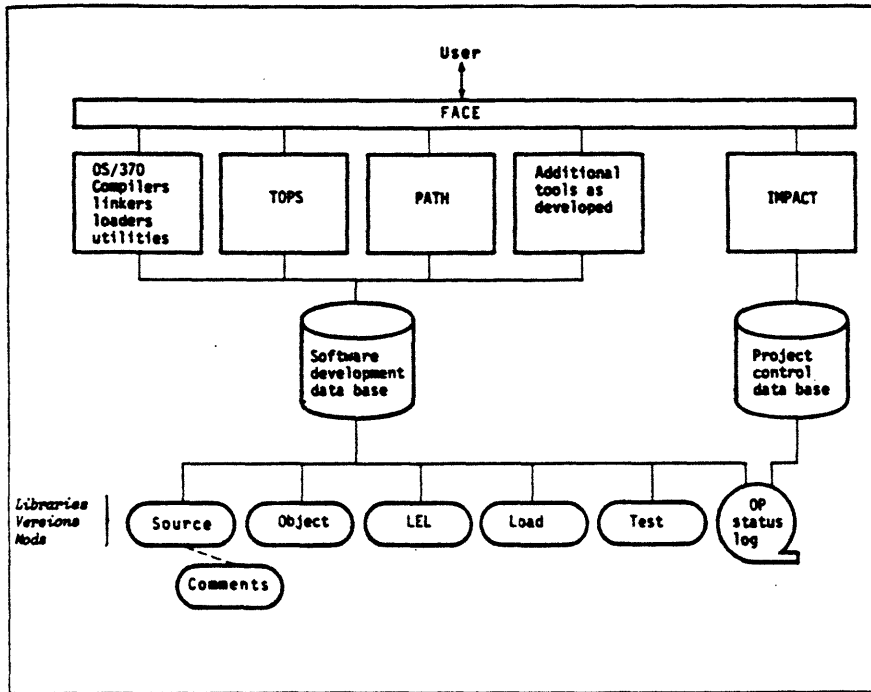 User
FACE
OS/370
Compilers
linkers
loaders
utilities
TOPS
PATH
Additional
tools as
developed
IMPACT
Software
development
data base
Project
control
data base
Libraries
Versions
Mods
Source
Object
LEL
Load
Test
OP
status
log
Comments